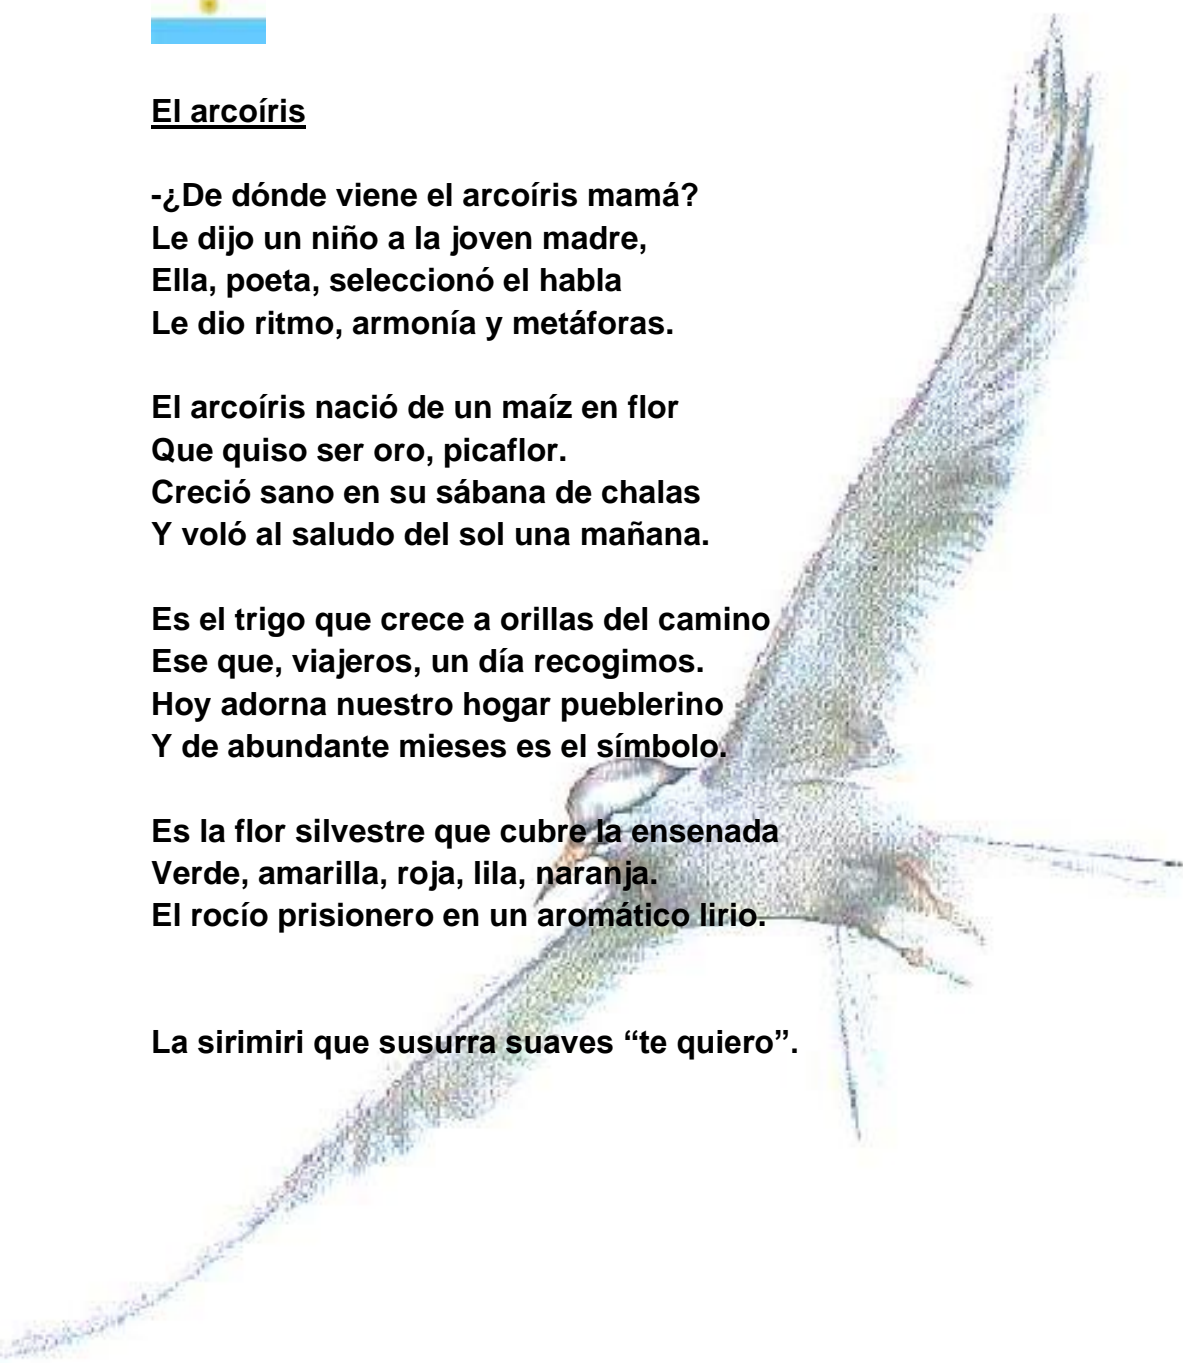 El arcoíris
-¿De dónde viene el arcoíris mamá?
Le dijo un niño a la joven madre,
Ella, poeta, seleccionó el habla
Le dio ritmo, armonía y metáforas.
El arcoíris nació de un maíz en flor
Que quiso ser oro, picaflor.
Creció sano en su sábana de chalas
Y voló al saludo del sol una mañana.
Es el trigo que crece a orillas del camino
Ese que, viajeros, un día recogimos.
Hoy adorna nuestro hogar pueblerino
Y de abundante mieses es el símbolo.
Es la flor silvestre que cubre la ensenada
Verde, amarilla, roja, lila, naranja.
El rocío prisionero en un aromático lirio.
La sirimiri que susurra suaves “te quiero”.